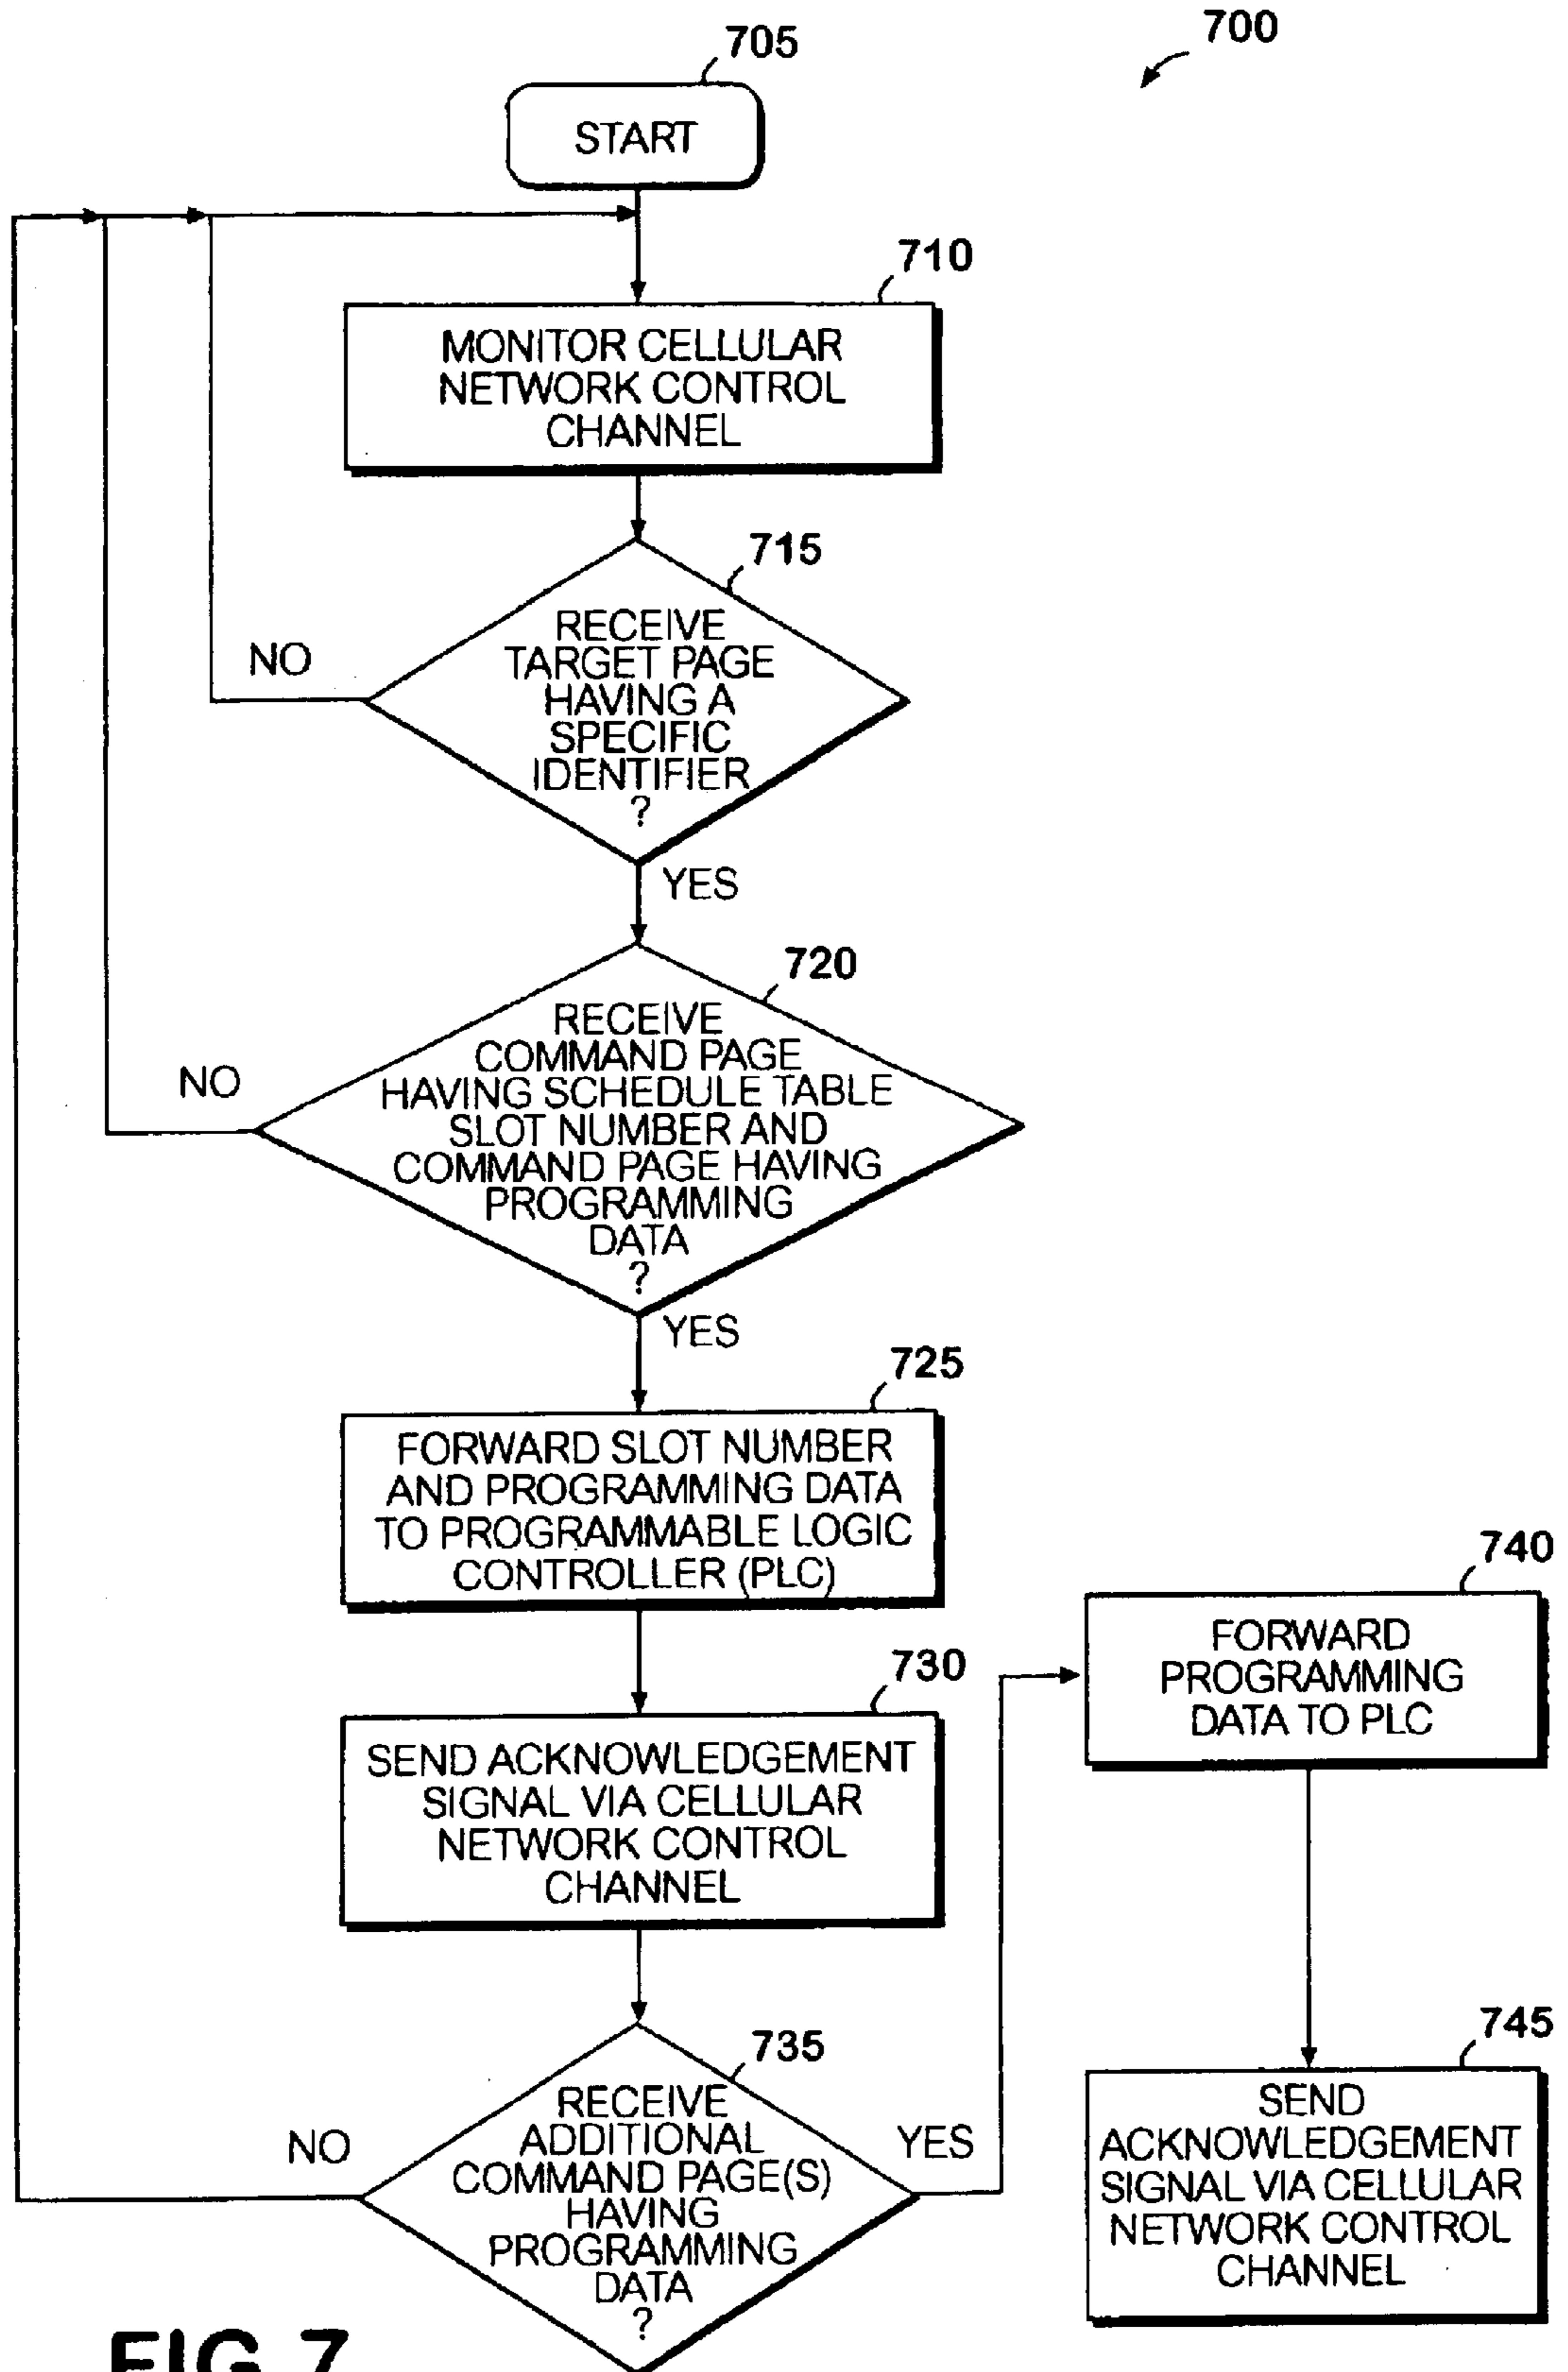 700
705
START
710
MONITOR CELLULAR
NETWORK CONTROL
CHANNEL
715
RECEIVE
TARGET PAGE
HAVING A
SPECIFIC
IDENTIFIER
?
NO
YES
720
RECEIVE
COMMAND PAGE
HAVING SCHEDULE TABLE
SLOT NUMBER AND
COMMAND PAGE HAVING
PROGRAMMING
DATA
?
NO
YES
725
FORWARD SLOT NUMBER
AND PROGRAMMING DATA
TO PROGRAMMABLE LOGIC
CONTROLLER (PLC)
730
SEND ACKNOWLEDGEMENT
SIGNAL VIA CELLULAR
NETWORK CONTROL
CHANNEL
735
RECEIVE
ADDITIONAL
COMMAND PAGE(S)
HAVING
PROGRAMMING
DATA
?
NO
YES
740
FORWARD
PROGRAMMING
DATA TO PLC
745
SEND
ACKNOWLEDGEMENT
SIGNAL VIA CELLULAR
NETWORK CONTROL
CHANNEL
FIG 7